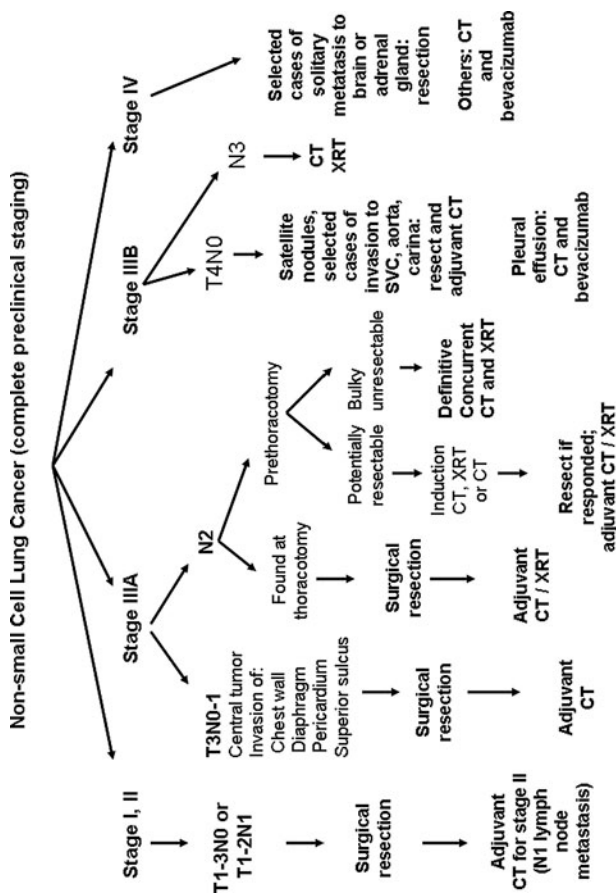 Non-small Cell Lung Cancer (complete preclinical staging)
Stage I, II
T1-3N0 or
T1-2N1
Surgical
resection
Adjuvant
CT for stage II
(N1 lymph
node
metastasis)
Stage IIIA
T3N0-1
Central tumor
Invasion of:
Chest wall
Diaphragm
Pericardium
Superior sulcus
Surgical
resection
Adjuvant
CT
N2
Found at
thoracotomy
Surgical
resection
Adjuvant
CT / XRT
Prethoracotomy
Potentially
resectable
Induction
CT, XRT
or CT
Resect if
responded;
adjuvant CT / XRT
Bulky
unresectable
Definitive
Concurrent
CT and XRT
Stage IIIB
T4N0
Satellite
nodules,
selected
cases of
invasion to
SVC, aorta,
carina:
resect and
adjuvant CT
Pleural
effusion:
CT and
bevacizumab
N3
CT
XRT
Stage IV
Selected
cases of
solitary
metatasis to
brain or
adrenal
gland:
resection
Others: CT
and
bevacizumab